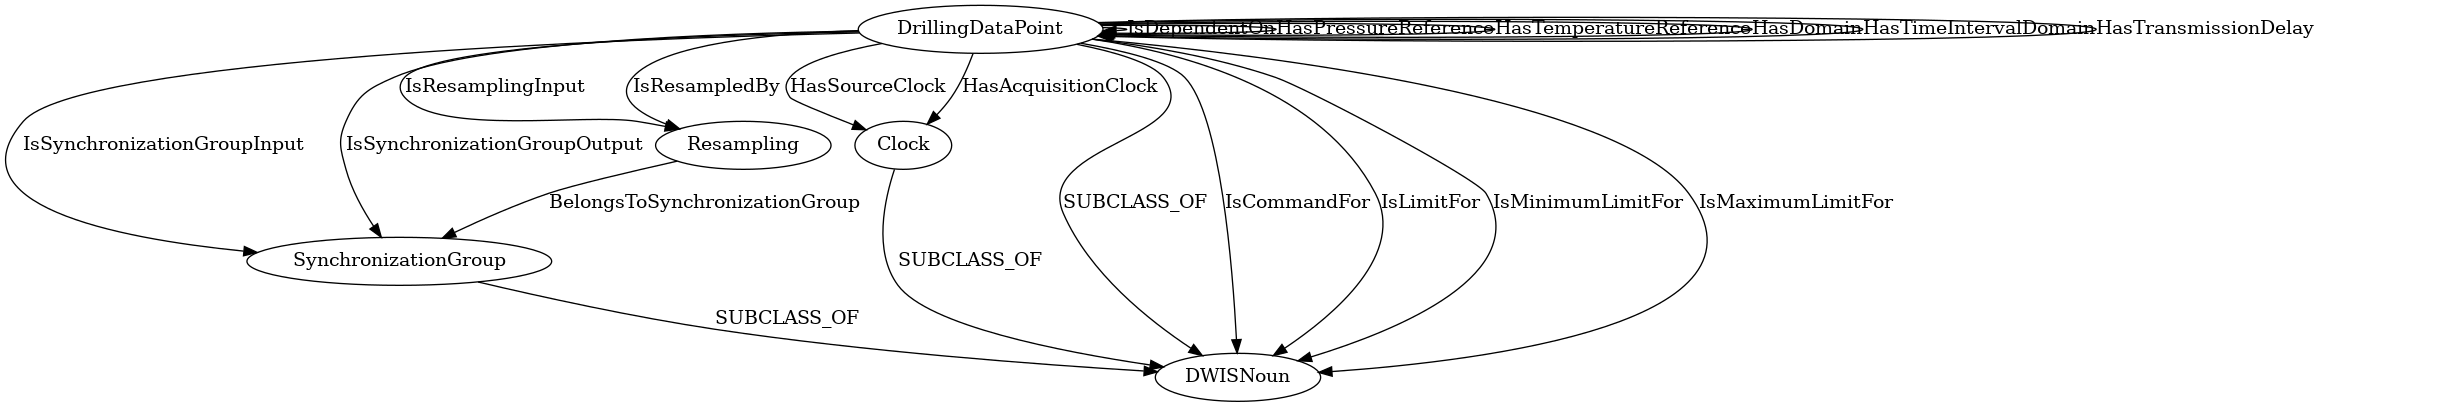 DrillingDataPoint
IsDependentOn
HasPressureReference
HasTemperatureReference
HasDomain
HasTimeIntervalDomain
HasTransmissionDelay
IsResamplingInput
IsResampledBy
HasSourceClock
HasAcquisitionClock
IsSynchronizationGroupInput
IsSynchronizationGroupOutput
Resampling
Clock
BelongsToSynchronizationGroup
SUBCLASS_OF
IsCommandFor
IsLimitFor
IsMinimumLimitFor
IsMaximumLimitFor
SynchronizationGroup
SUBCLASS_OF
SUBCLASS_OF
DWISNoun